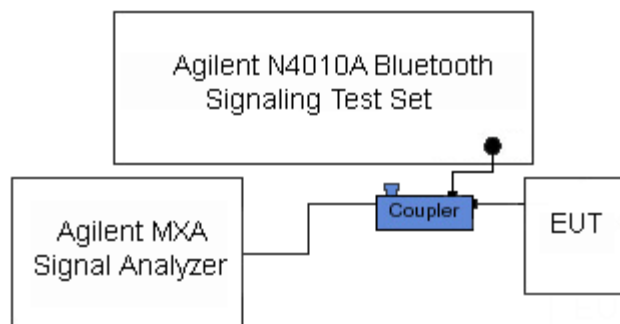 Agilent N4010A Bluetooth
Signaling Test Set
Agilent MXA
Signal Analyzer
Coupler
EUT